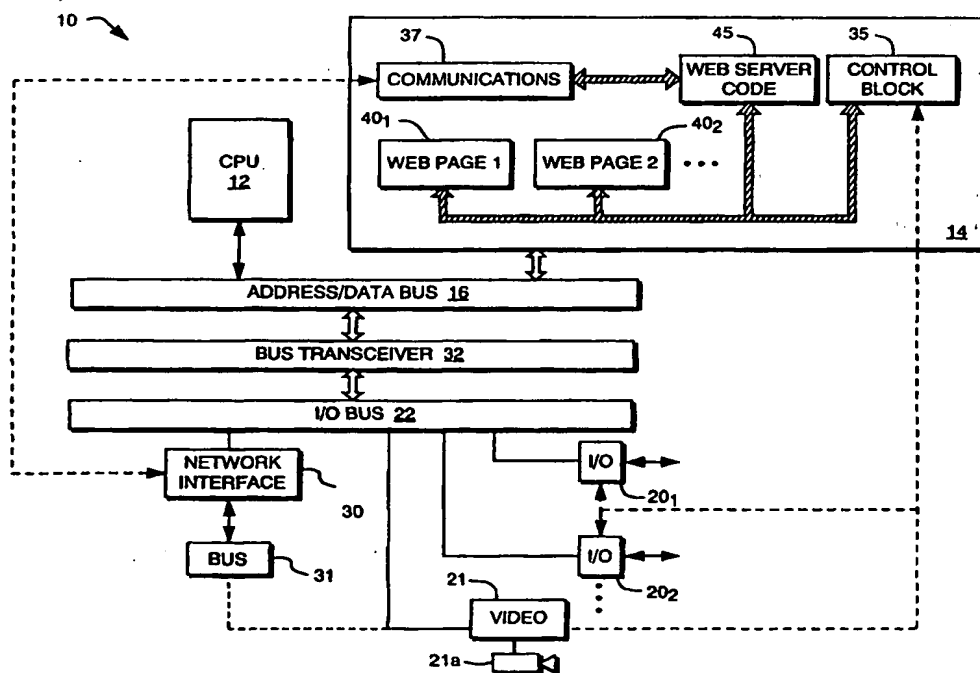 10
37
45
35
COMMUNICATIONS
WEB SERVER
CODE
CONTROL
BLOCK
40₁
40₂
CPU
12
WEB PAGE 1
WEB PAGE 2
14
ADDRESS/DATA BUS 16
BUS TRANSCEIVER 32
I/O BUS 22
NETWORK
INTERFACE
30
I/O
20₁
BUS
31
I/O
20₂
21
VIDEO
21a